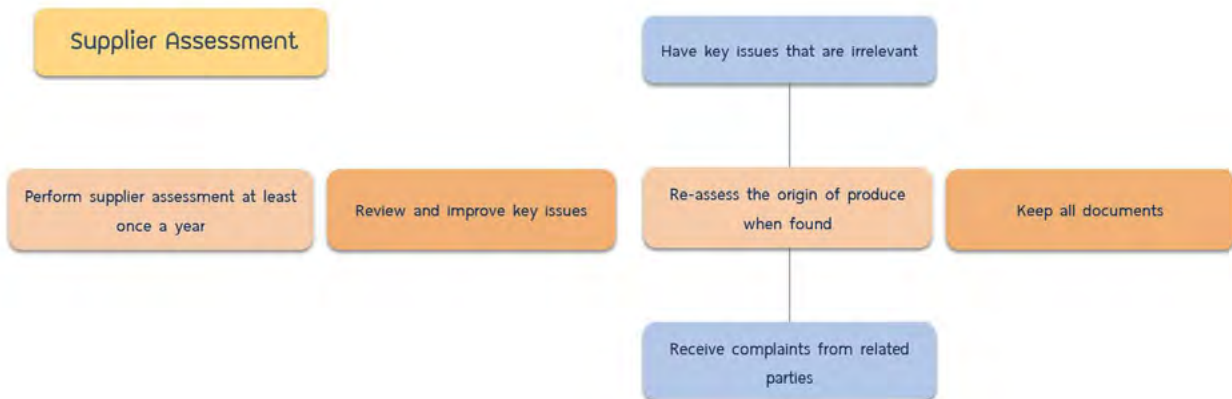 Supplier Assessment
Have key issues that are irrelevant
Perform supplier assessment at least
once a year
Review and improve key issues
Re-assess the origin of produce
when found
Keep all documents
Receive complaints from related
parties